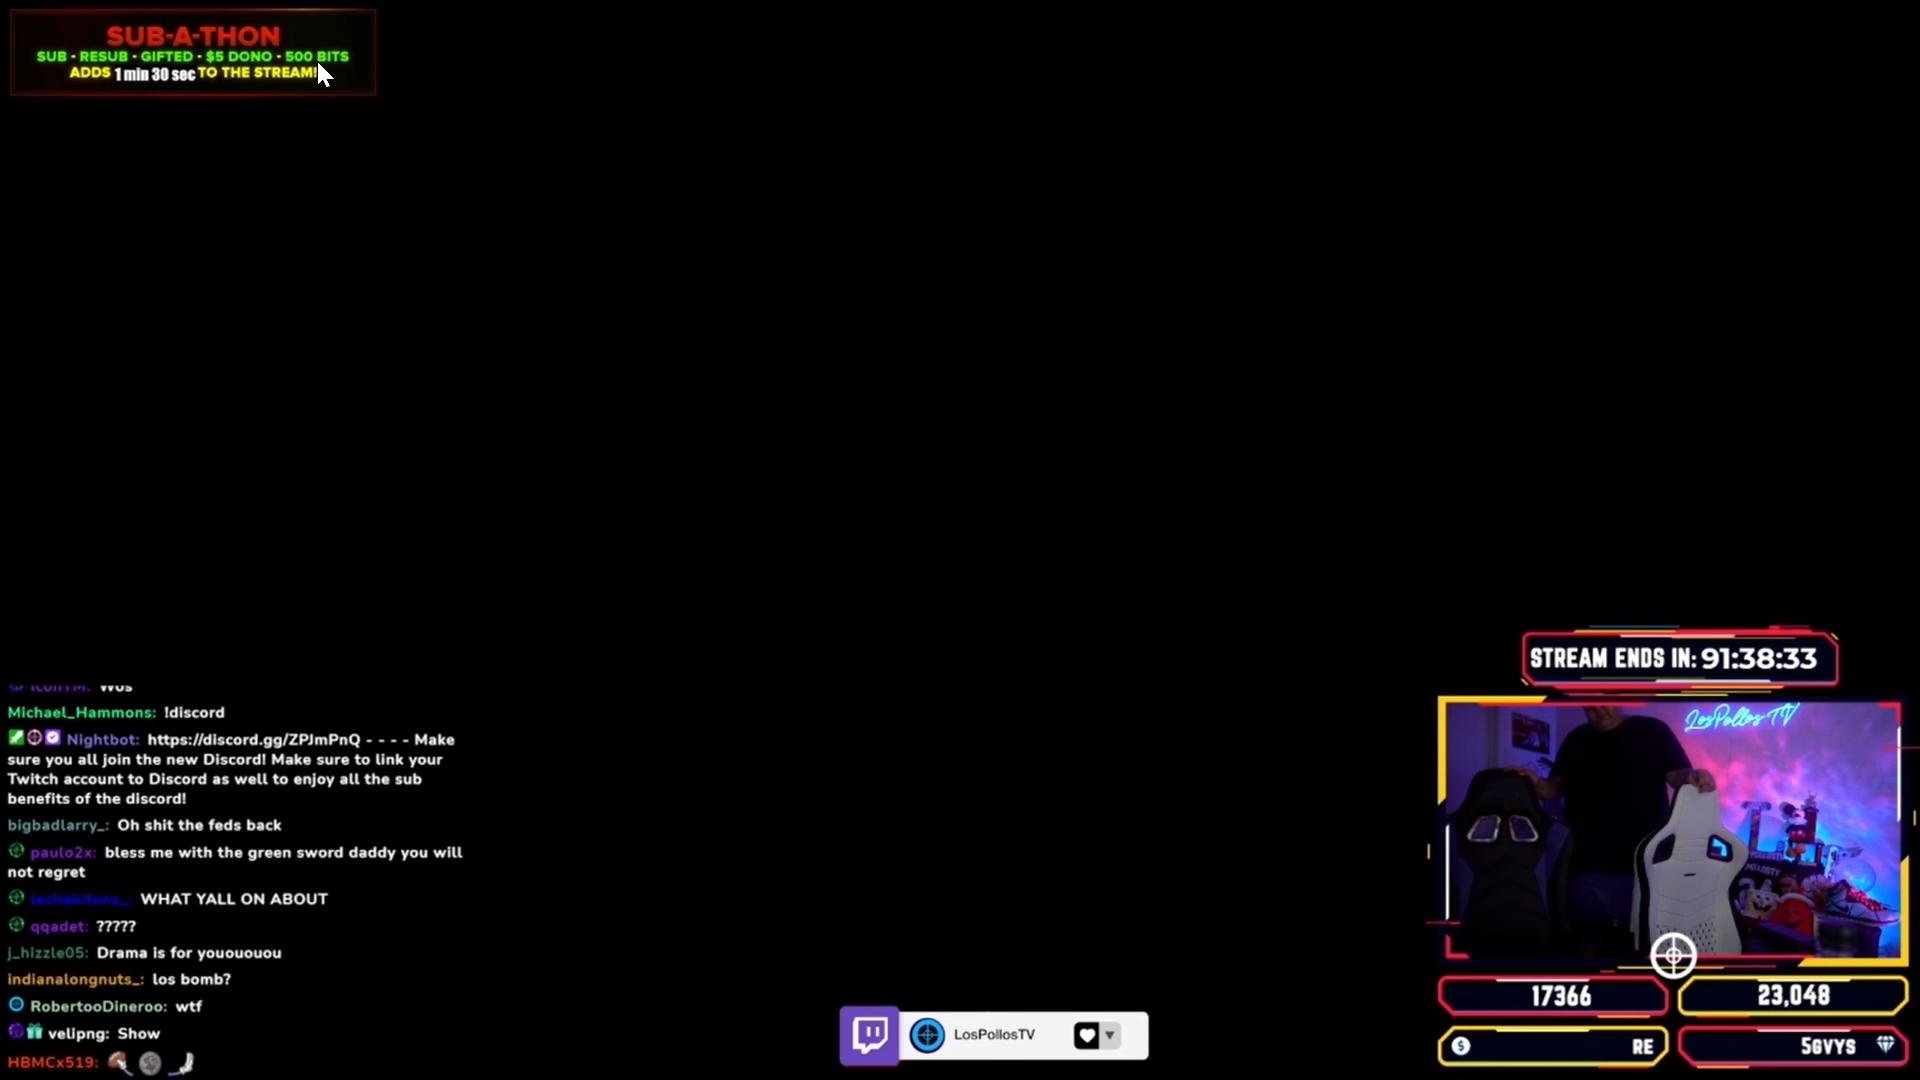 SUB-A-THON
SUB - RESUB - GIFTED - $5 DONO - 500 BITS
ADDS 1 min 30 sec TO THE STREAM!
Michael_Hammons: !discord
Nightbot: https://discord.gg/ZPJmPnQ - - - - Make
sure you all join the new Discord! Make sure to link your
Twitch account to Discord as well to enjoy all the sub
benefits of the discord!
bigbadlarry_: Oh shit the feds back
paulo2x: bless me with the green sword daddy you will
not regret
WHAT YALL ON ABOUT
qqadet: ?????
j_hizzle05: Drama is for yououououu
indianalongnuts_: los bomb?
RobertooDineroo: wtf
velipng: Show
HBMCx519:
LosPollosTV
STREAM ENDS IN: 91:38:33
LosPollos TV
17366
23,048
RE
5GVYS